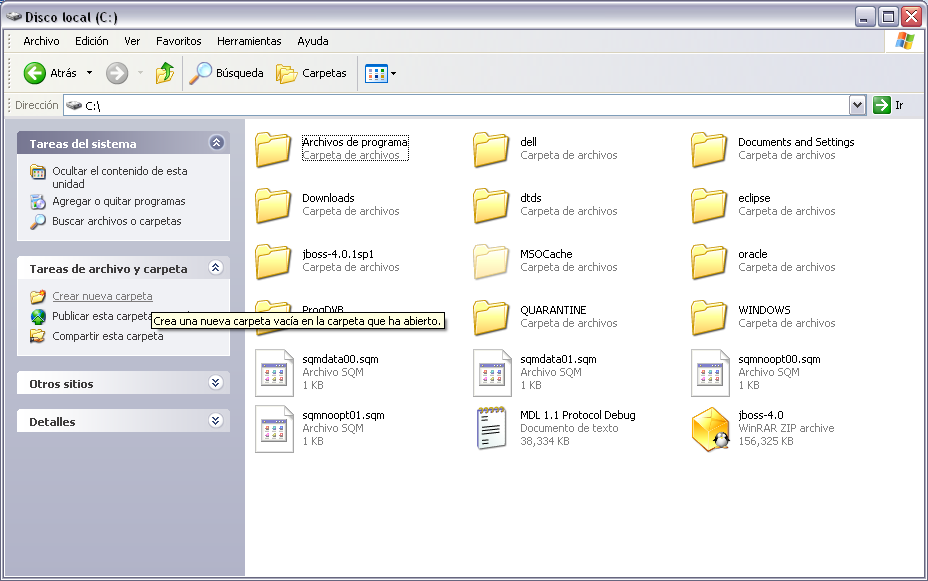 Disco local (C:)
Archivo Edición Ver Favoritos Herramientas Ayuda
Atrás Búsqueda Carpetas
Dirección C:\ Ir
Tareas del sistema
Ocultar el contenido de esta
unidad
Agregar o quitar programas
Buscar archivos o carpetas
Tareas de archivo y carpeta
Crear nueva carpeta
Publicar esta carpeta
Crea una nueva carpeta vacía en la carpeta que ha abierto.
Compartir esta carpeta
Otros sitios
Detalles
Archivos de programa
Carpeta de archivos
dell
Carpeta de archivos
Documents and Settings
Carpeta de archivos
Downloads
Carpeta de archivos
dtds
Carpeta de archivos
eclipse
Carpeta de archivos
jboss-4.0.1sp1
Carpeta de archivos
MSOCache
Carpeta de archivos
oracle
Carpeta de archivos
ProgDVB
QUARANTINE
Carpeta de archivos
WINDOWS
Carpeta de archivos
sqmdata00.sqm
Archivo SQM
1 KB
sqmdata01.sqm
Archivo SQM
1 KB
sqmnoopt00.sqm
Archivo SQM
1 KB
sqmnoopt01.sqm
Archivo SQM
1 KB
MDL 1.1 Protocol Debug
Documento de texto
38,334 KB
jboss-4.0
WinRAR ZIP archive
156,325 KB